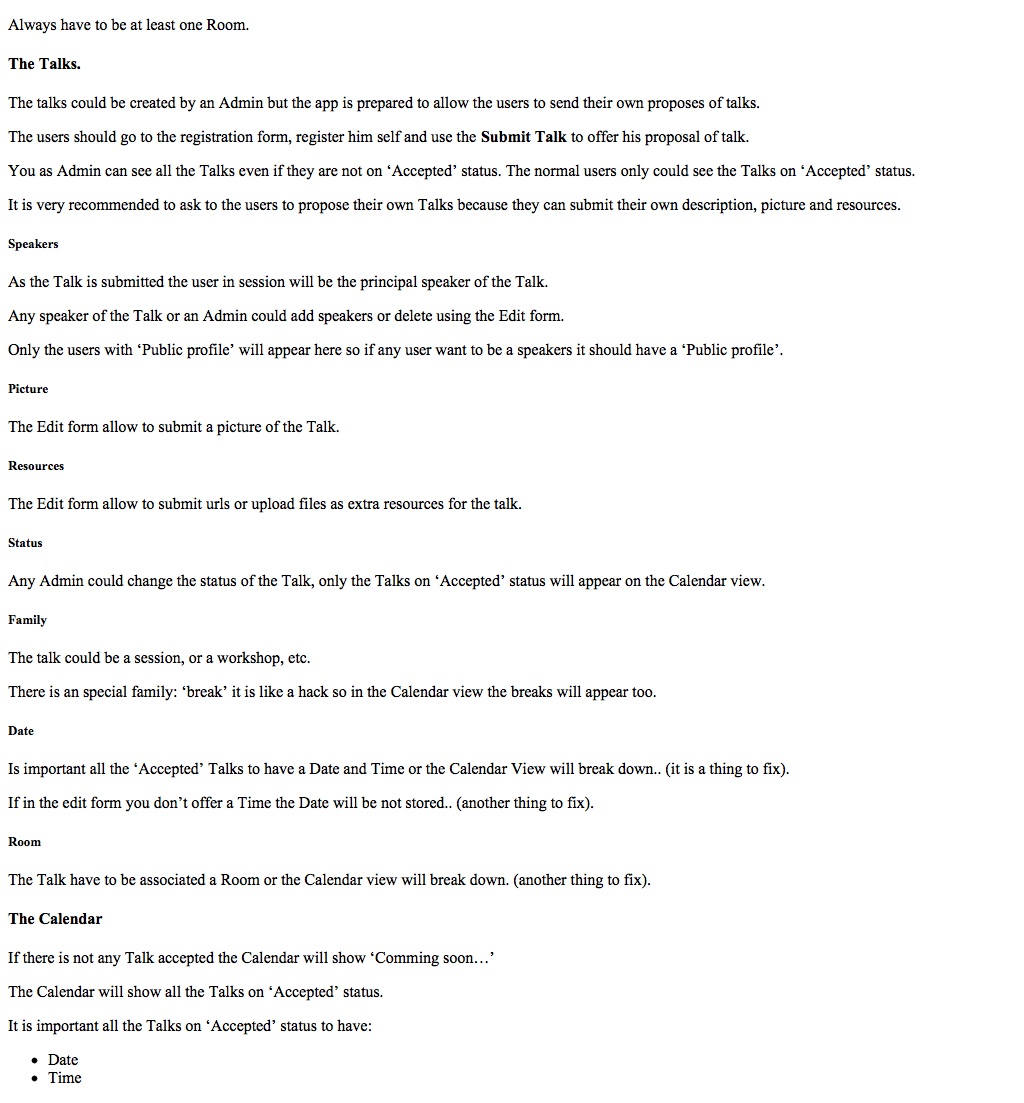 Always have to be at least one Room.
The Talks.
The talks could be created by an Admin but the app is prepared to allow the users to send their own proposes of talks.
The users should go to the registration form, register him self and use the Submit Talk to offer his proposal of talk.
You as Admin can see all the Talks even if they are not on ‘Accepted’ status. The normal users only could see the Talks on ‘Accepted’ status.
It is very recommended to ask to the users to propose their own Talks because they can submit their own description, picture and resources.
Speakers
As the Talk is submitted the user in session will be the principal speaker of the Talk.
Any speaker of the Talk or an Admin could add speakers or delete using the Edit form.
Only the users with ‘Public profile’ will appear here so if any user want to be a speakers it should have a ‘Public profile’.
Picture
The Edit form allow to submit a picture of the Talk.
Resources
The Edit form allow to submit urls or upload files as extra resources for the talk.
Status
Any Admin could change the status of the Talk, only the Talks on ‘Accepted’ status will appear on the Calendar view.
Family
The talk could be a session, or a workshop, etc.
There is an special family: ‘break’ it is like a hack so in the Calendar view the breaks will appear too.
Date
Is important all the ‘Accepted’ Talks to have a Date and Time or the Calendar View will break down.. (it is a thing to fix).
If in the edit form you don’t offer a Time the Date will be not stored.. (another thing to fix).
Room
The Talk have to be associated a Room or the Calendar view will break down. (another thing to fix).
The Calendar
If there is not any Talk accepted the Calendar will show ‘Comming soon…’
The Calendar will show all the Talks on ‘Accepted’ status.
It is important all the Talks on ‘Accepted’ status to have:
• Date
• Time